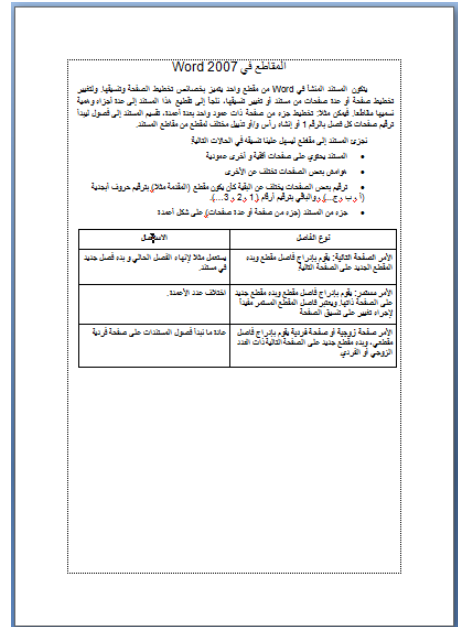 المقاطع في Word 2007
يتكون المستند المنشأ في Word من مقطع واحد يتميز بخصائص تخطيط الصفحة وتنسيقها. ولتغيير
تخطيط صفحة أو عدة صفحات من مستند أو تغيير تنسيقها، نلجأ إلى تقطيع هذا المستند إلى عدة أجزاء وهمية
نسميها مقاطعا. فيمكن مثلا: تخطيط جزء من صفحة ذات عمود واحد بعدة أعمدة، تقسيم المستند إلى فصول ليبدأ
ترقيم صفحات كل فصل بالرقم 1 أو إنشاء رأس و/أو تذييل مختلف لمقطع من مقاطع المستند.
نجزئ المستند إلى مقاطع ليسهل علينا تنسيقه في الحالات التالية:
• المستند يحتوي على صفحات أفقية و أخرى عمودية
• هوامش بعض الصفحات تختلف عن الأخرى
• ترقيم بعض الصفحات يختلف عن البقية كأن يكون مقطع (المقدمة مثلا) بترقيم حروف أبجدية
(أ و ب و ج...) ووالباقي بترقيم أرقام (1 و 2 و 3...).
• جزء من المستند (جزء من صفحة أو عدة صفحات) على شكل أعمدة
نوع الفاصل الاستعمال
الأمر الصفحة التالية: يقوم بإدراج فاصل مقطع وبدء يستعمل مثلا لإنهاء الفصل الحالي و بدء فصل جديد
المقطع الجديد على الصفحة التالية. في مستند.
الأمر مستمر: يقوم بإدراج فاصل مقطع وبدء مقطع جديد اختلاف عدد الأعمدة.
على الصفحة ذاتها. ويعتبر فاصل المقطع المستمر مفيداً
لإجراء تغيير على تنسيق الصفحة
الأمر صفحة زوجية أو صفحة فردية يقوم بإدراج فاصل عادة ما نبدأ فصول المستندات على صفحة فردية
مقطعي، وبدء مقطع جديد على الصفحة التالية ذات العدد
الزوجي أو الفردي